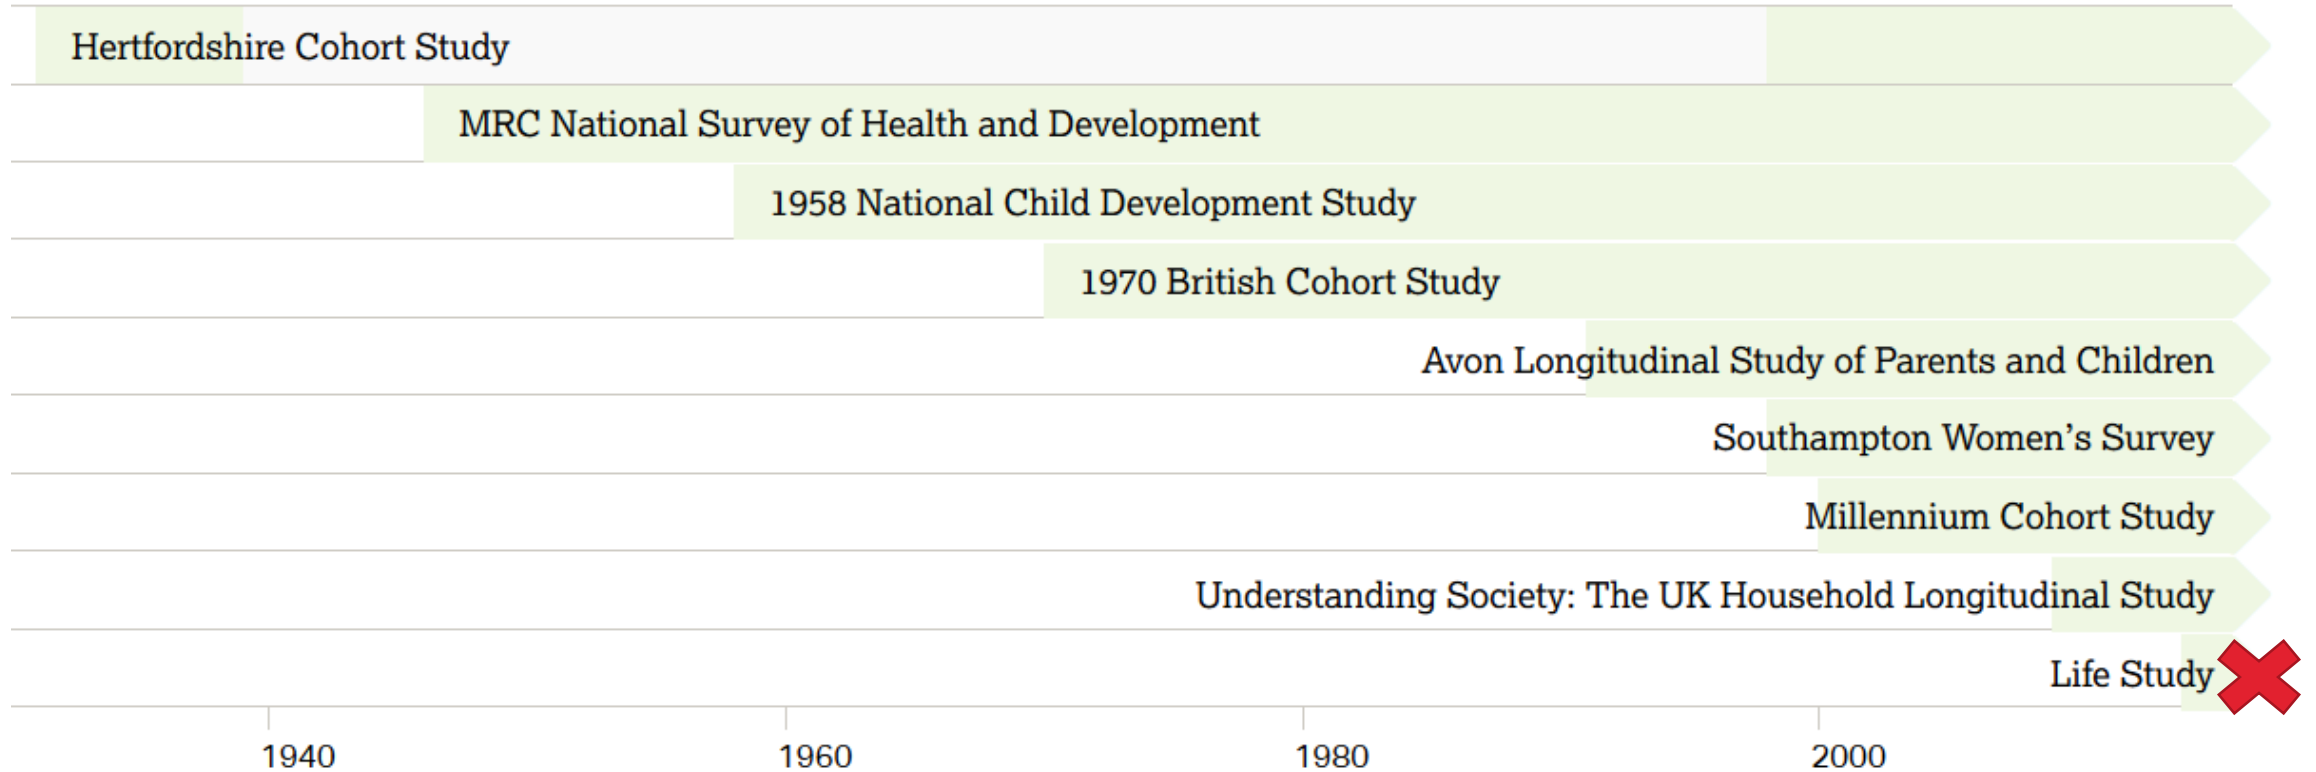 Hertfordshire Cohort Study
MRC National Survey of Health and Development
1958 National Child Development Study
1970 British Cohort Study
Avon Longitudinal Study of Parents and Children
Southampton Women’s Survey
Millennium Cohort Study
Understanding Society: The UK Household Longitudinal Study
Life Study
1940 1960 1980 2000